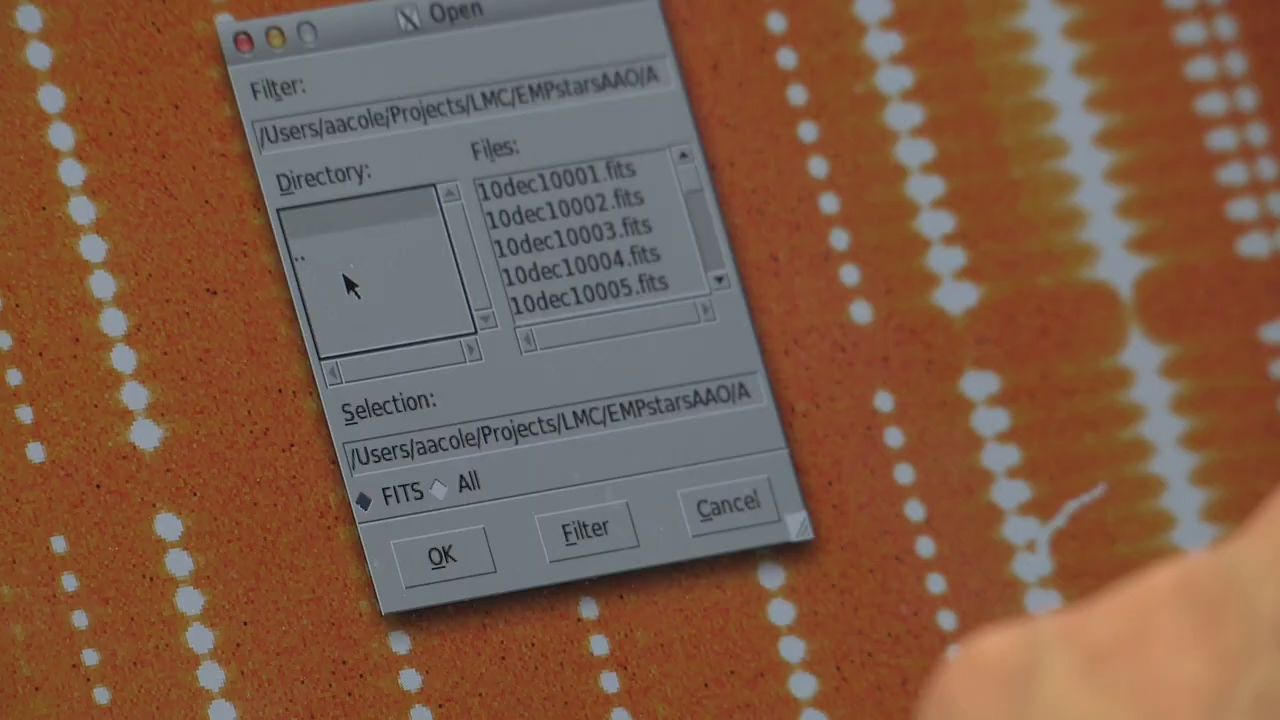 Open
Filter:
/Users/aacole/Projects/LMC/EMPstarsAAO/A
Directory:
Files:
..
10dec10001.fits
10dec10002.fits
10dec10003.fits
10dec10004.fits
10dec10005.fits
Selection:
/Users/aacole/Projects/LMC/EMPstarsAAO/A
FITS All
OK Filter Cancel